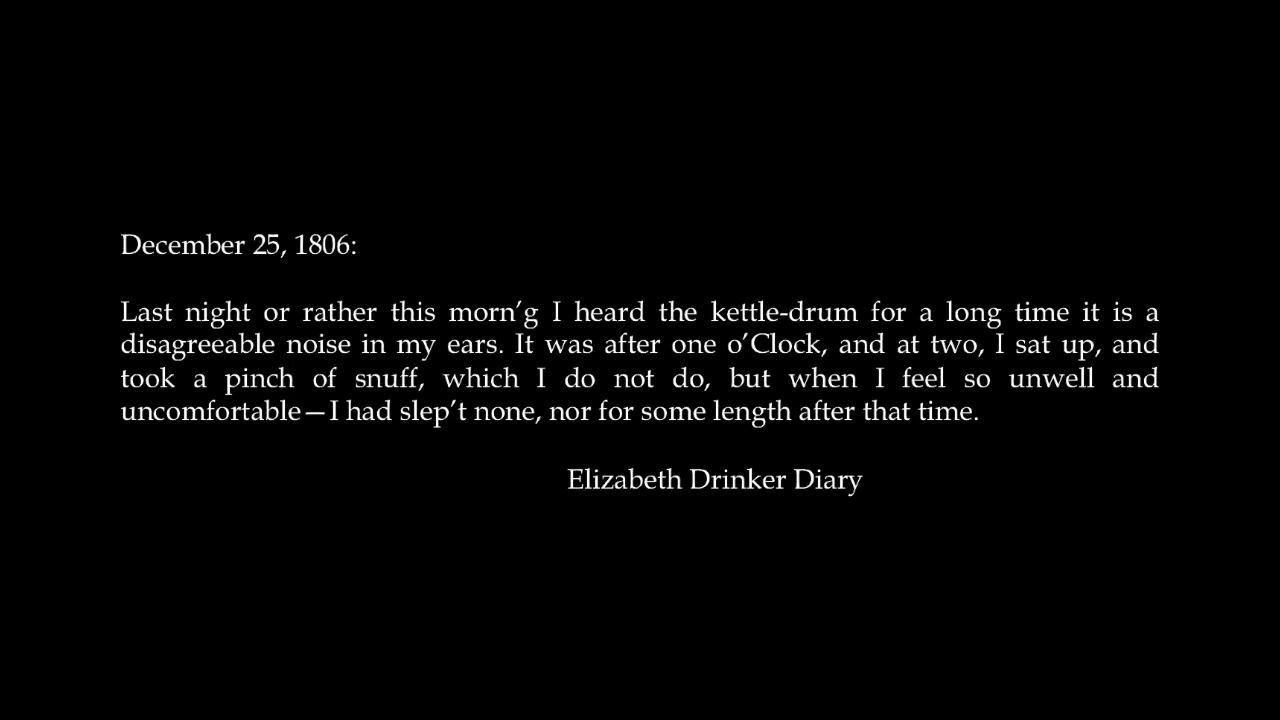 December 25, 1806:
Last night or rather this morn’g I heard the kettle-drum for a long time it is a
disagreeable noise in my ears. It was after one o’Clock, and at two, I sat up, and
took a pinch of snuff, which I do not do, but when I feel so unwell and
uncomfortable—I had slep’t none, nor for some length after that time.
Elizabeth Drinker Diary